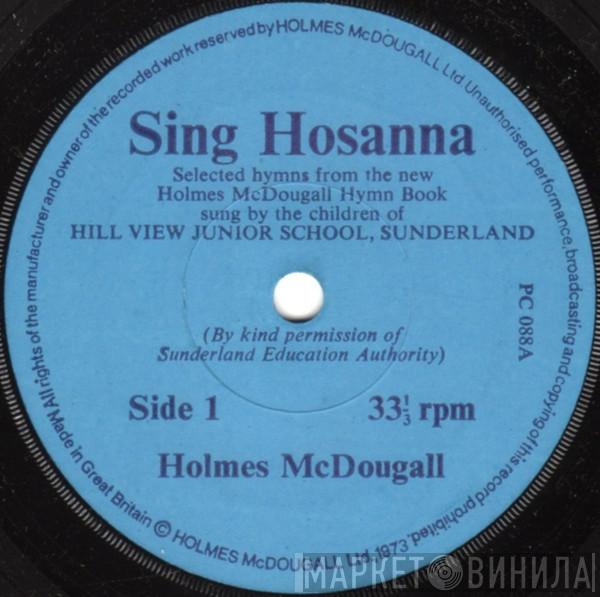 All rights of the manufacturer and owner of the recorded work reserved by HOLMES McDOUGALL Ltd. Unauthorised performance, broadcasting and copying of this record prohibited.
Sing Hosanna
Selected hymns from the new
Holmes McDougall Hymn Book
sung by the children of
HILL VIEW JUNIOR SCHOOL, SUNDERLAND
PC 088A
(By kind permission of
Sunderland Education Authority)
Side 1 33⅓ rpm
Holmes McDougall
Made in Great Britain © HOLMES McDOUGALL Ltd. 1973
МАРКЕТ ВИНИЛА